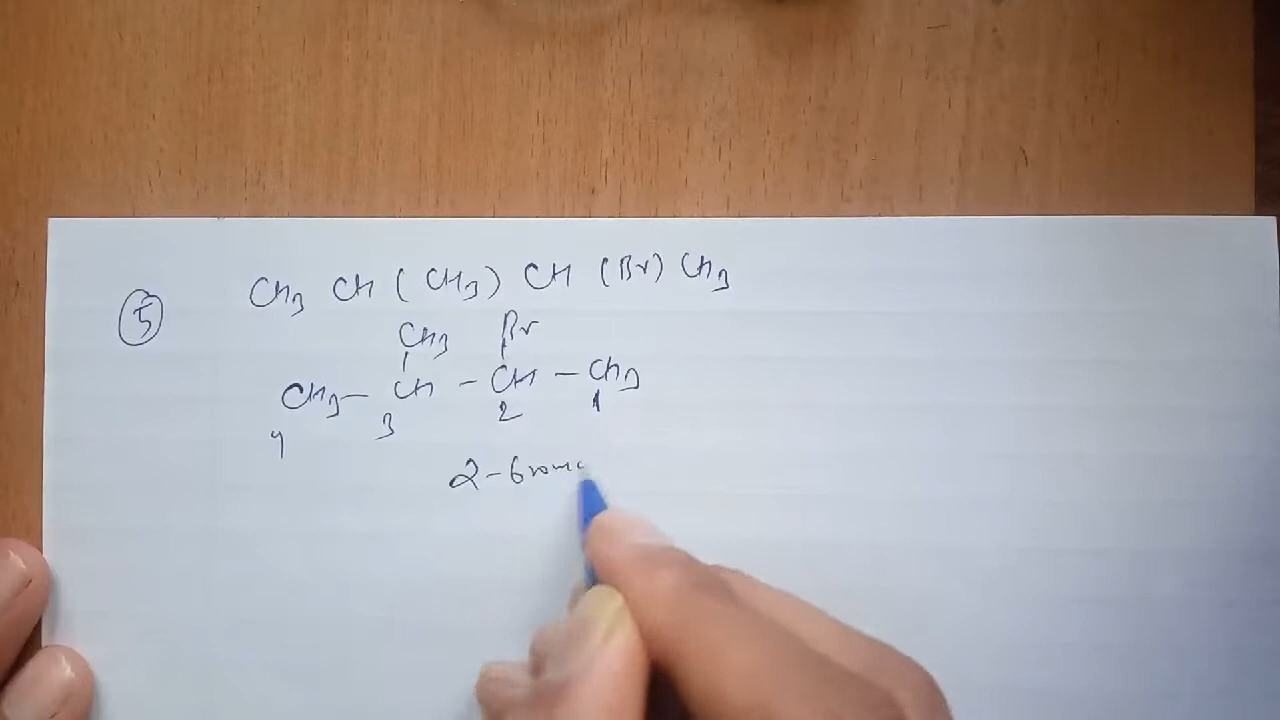 5 CH3 CH (CH3) CH (Br) CH3
CH3 Br
CH3 - CH - CH - CH3
4 3 2 1
2-bromo